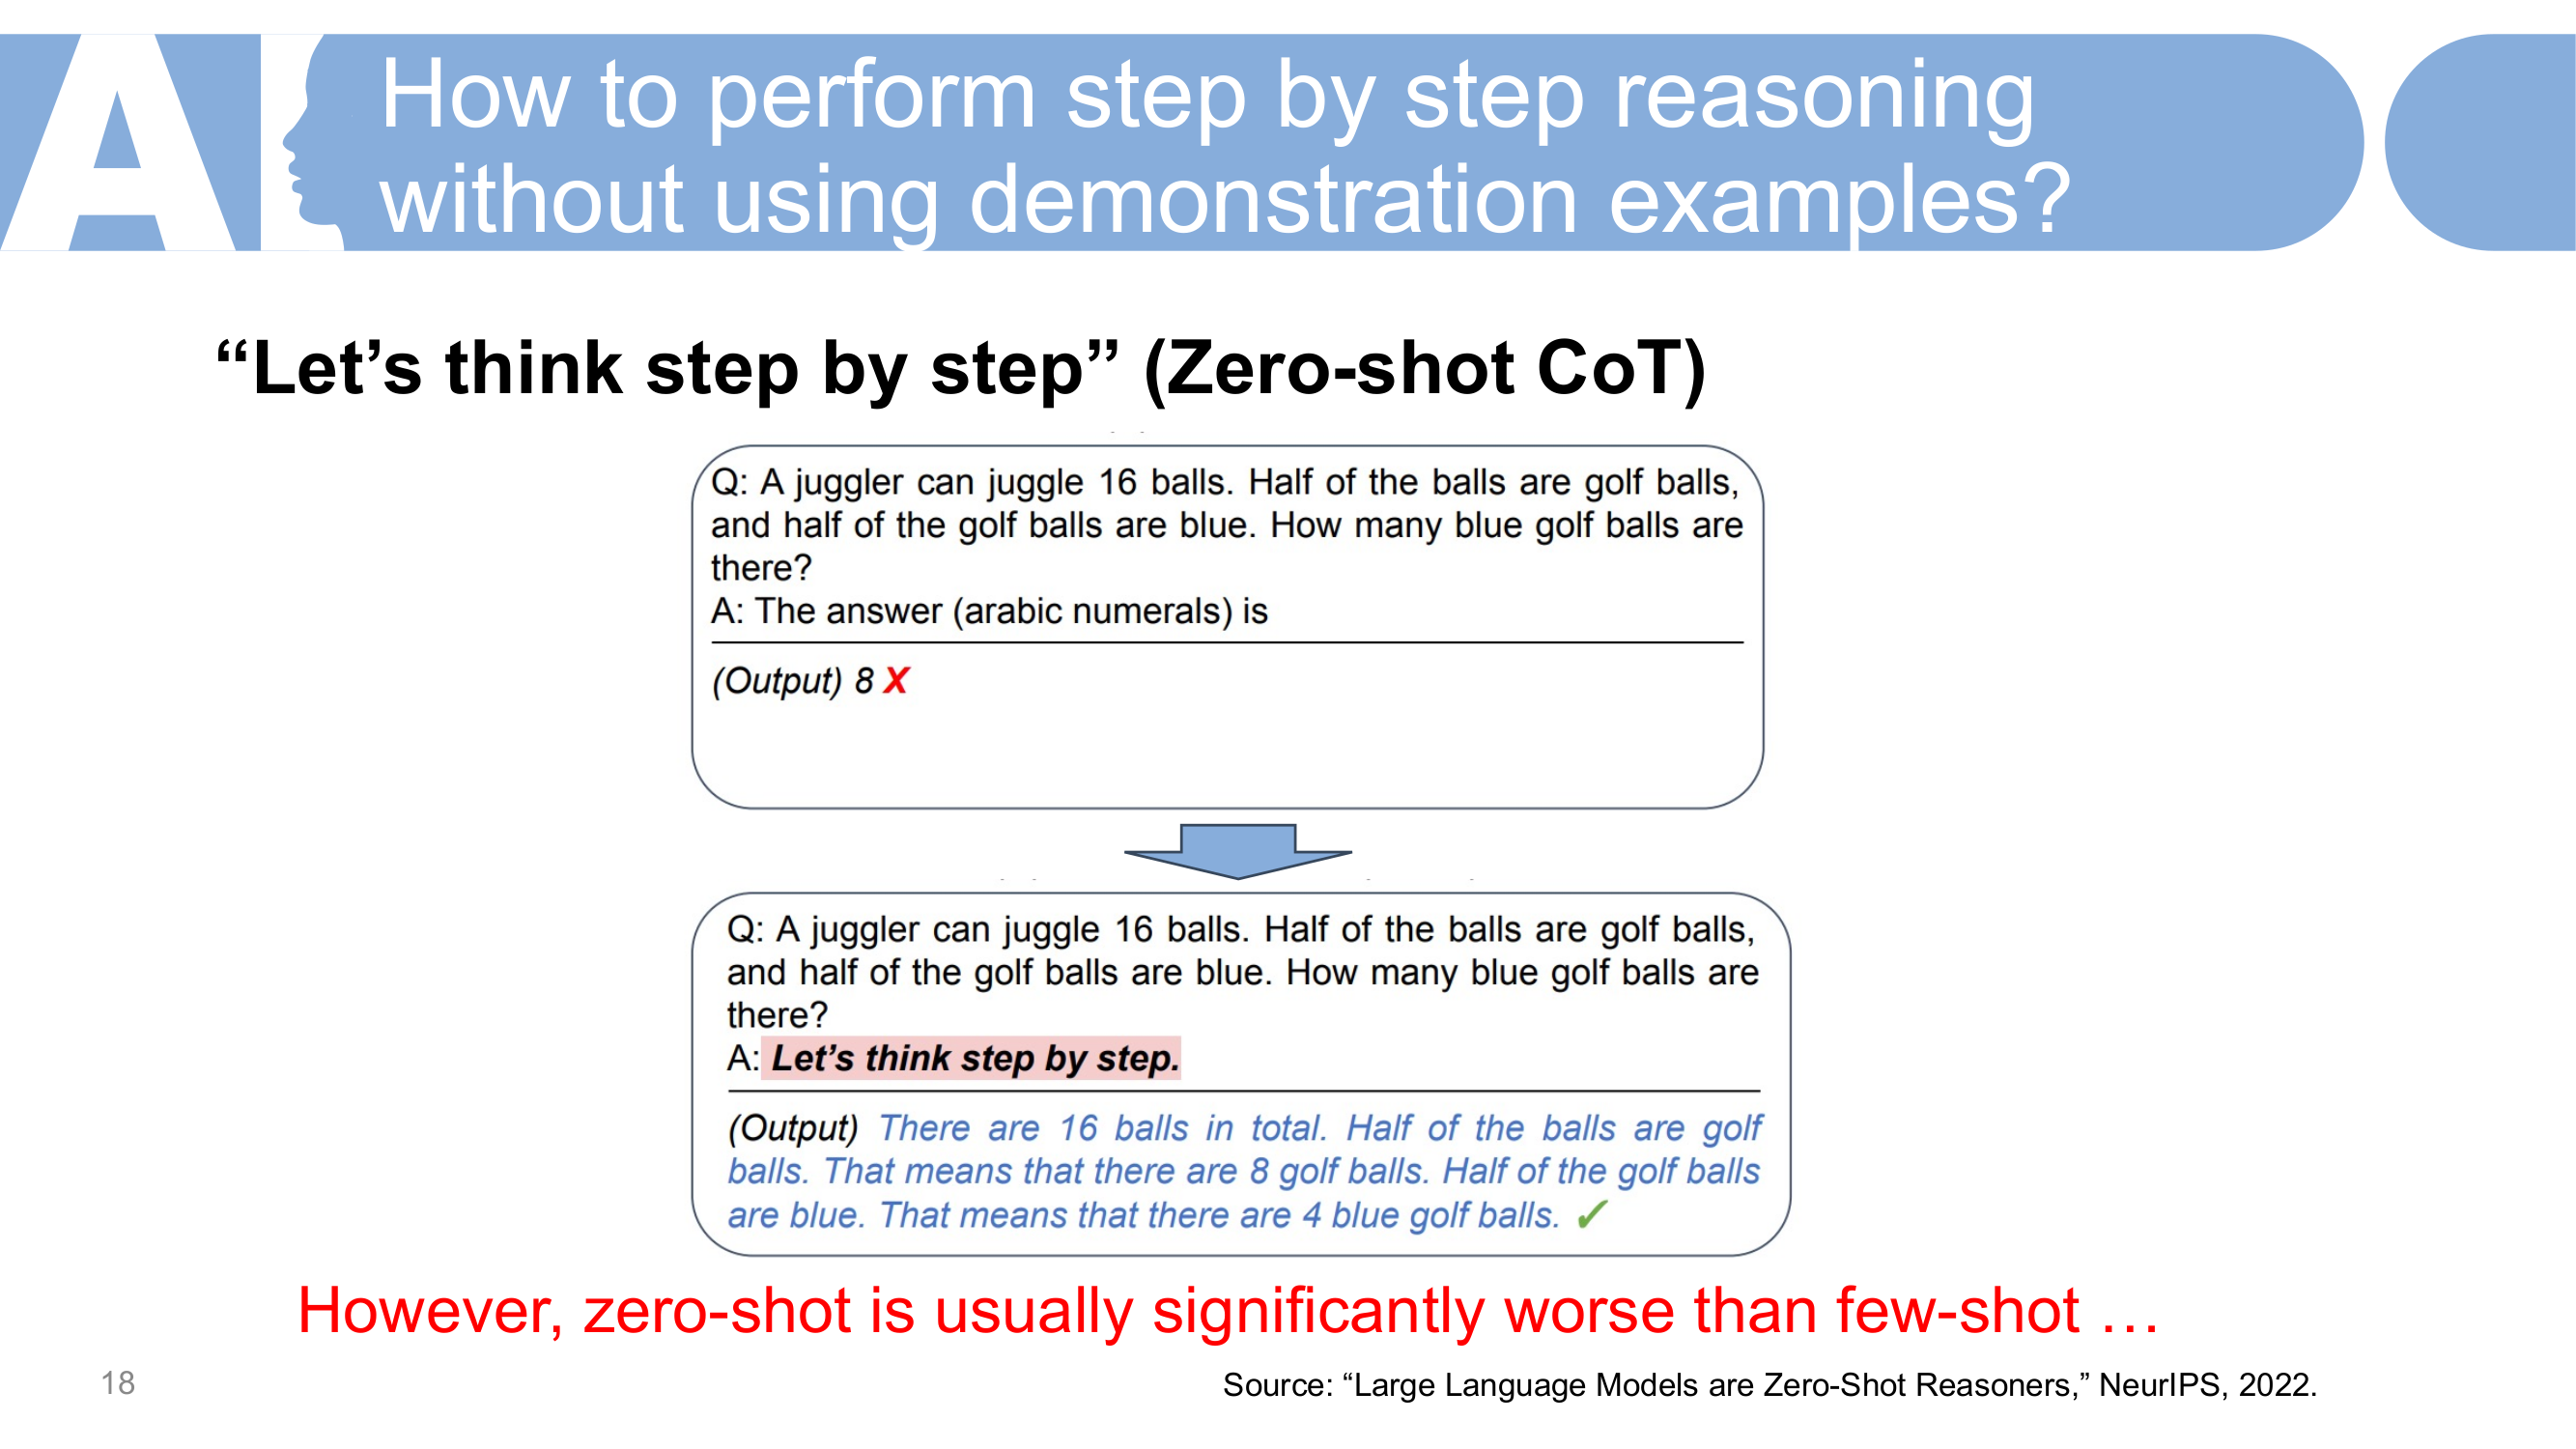 AI
How to perform step by step reasoning
without using demonstration examples?
“Let’s think step by step” (Zero-shot CoT)
Q: A juggler can juggle 16 balls. Half of the balls are golf balls,
and half of the golf balls are blue. How many blue golf balls are
there?
A: The answer (arabic numerals) is
(Output) 8 X
Q: A juggler can juggle 16 balls. Half of the balls are golf balls,
and half of the golf balls are blue. How many blue golf balls are
there?
A: Let’s think step by step.
(Output) There are 16 balls in total. Half of the balls are golf
balls. That means that there are 8 golf balls. Half of the golf balls
are blue. That means that there are 4 blue golf balls. ✓
However, zero-shot is usually significantly worse than few-shot …
18
Source: “Large Language Models are Zero-Shot Reasoners,” NeurIPS, 2022.